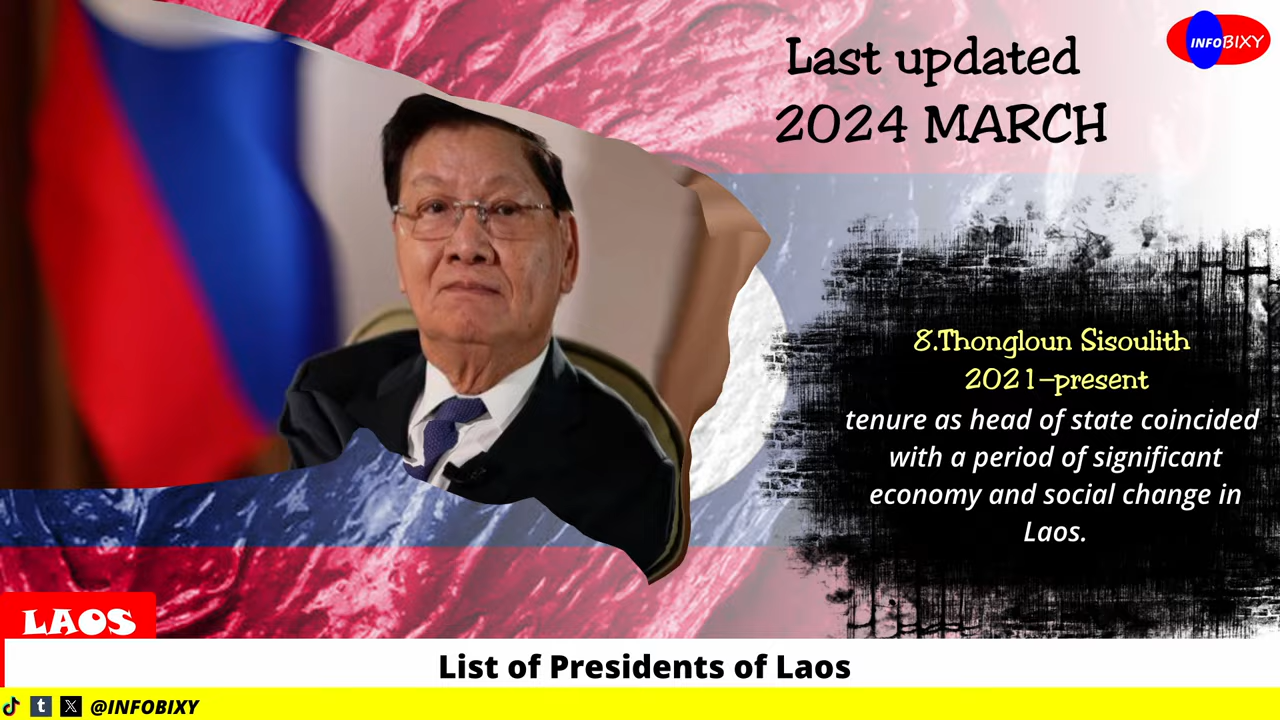 Last updated
2024 MARCH
INFOBIXY
8.Thongloun Sisoulith
2021–present
tenure as head of state coincided
with a period of significant
economy and social change in
Laos.
LAOS
List of Presidents of Laos
@INFOBIXY